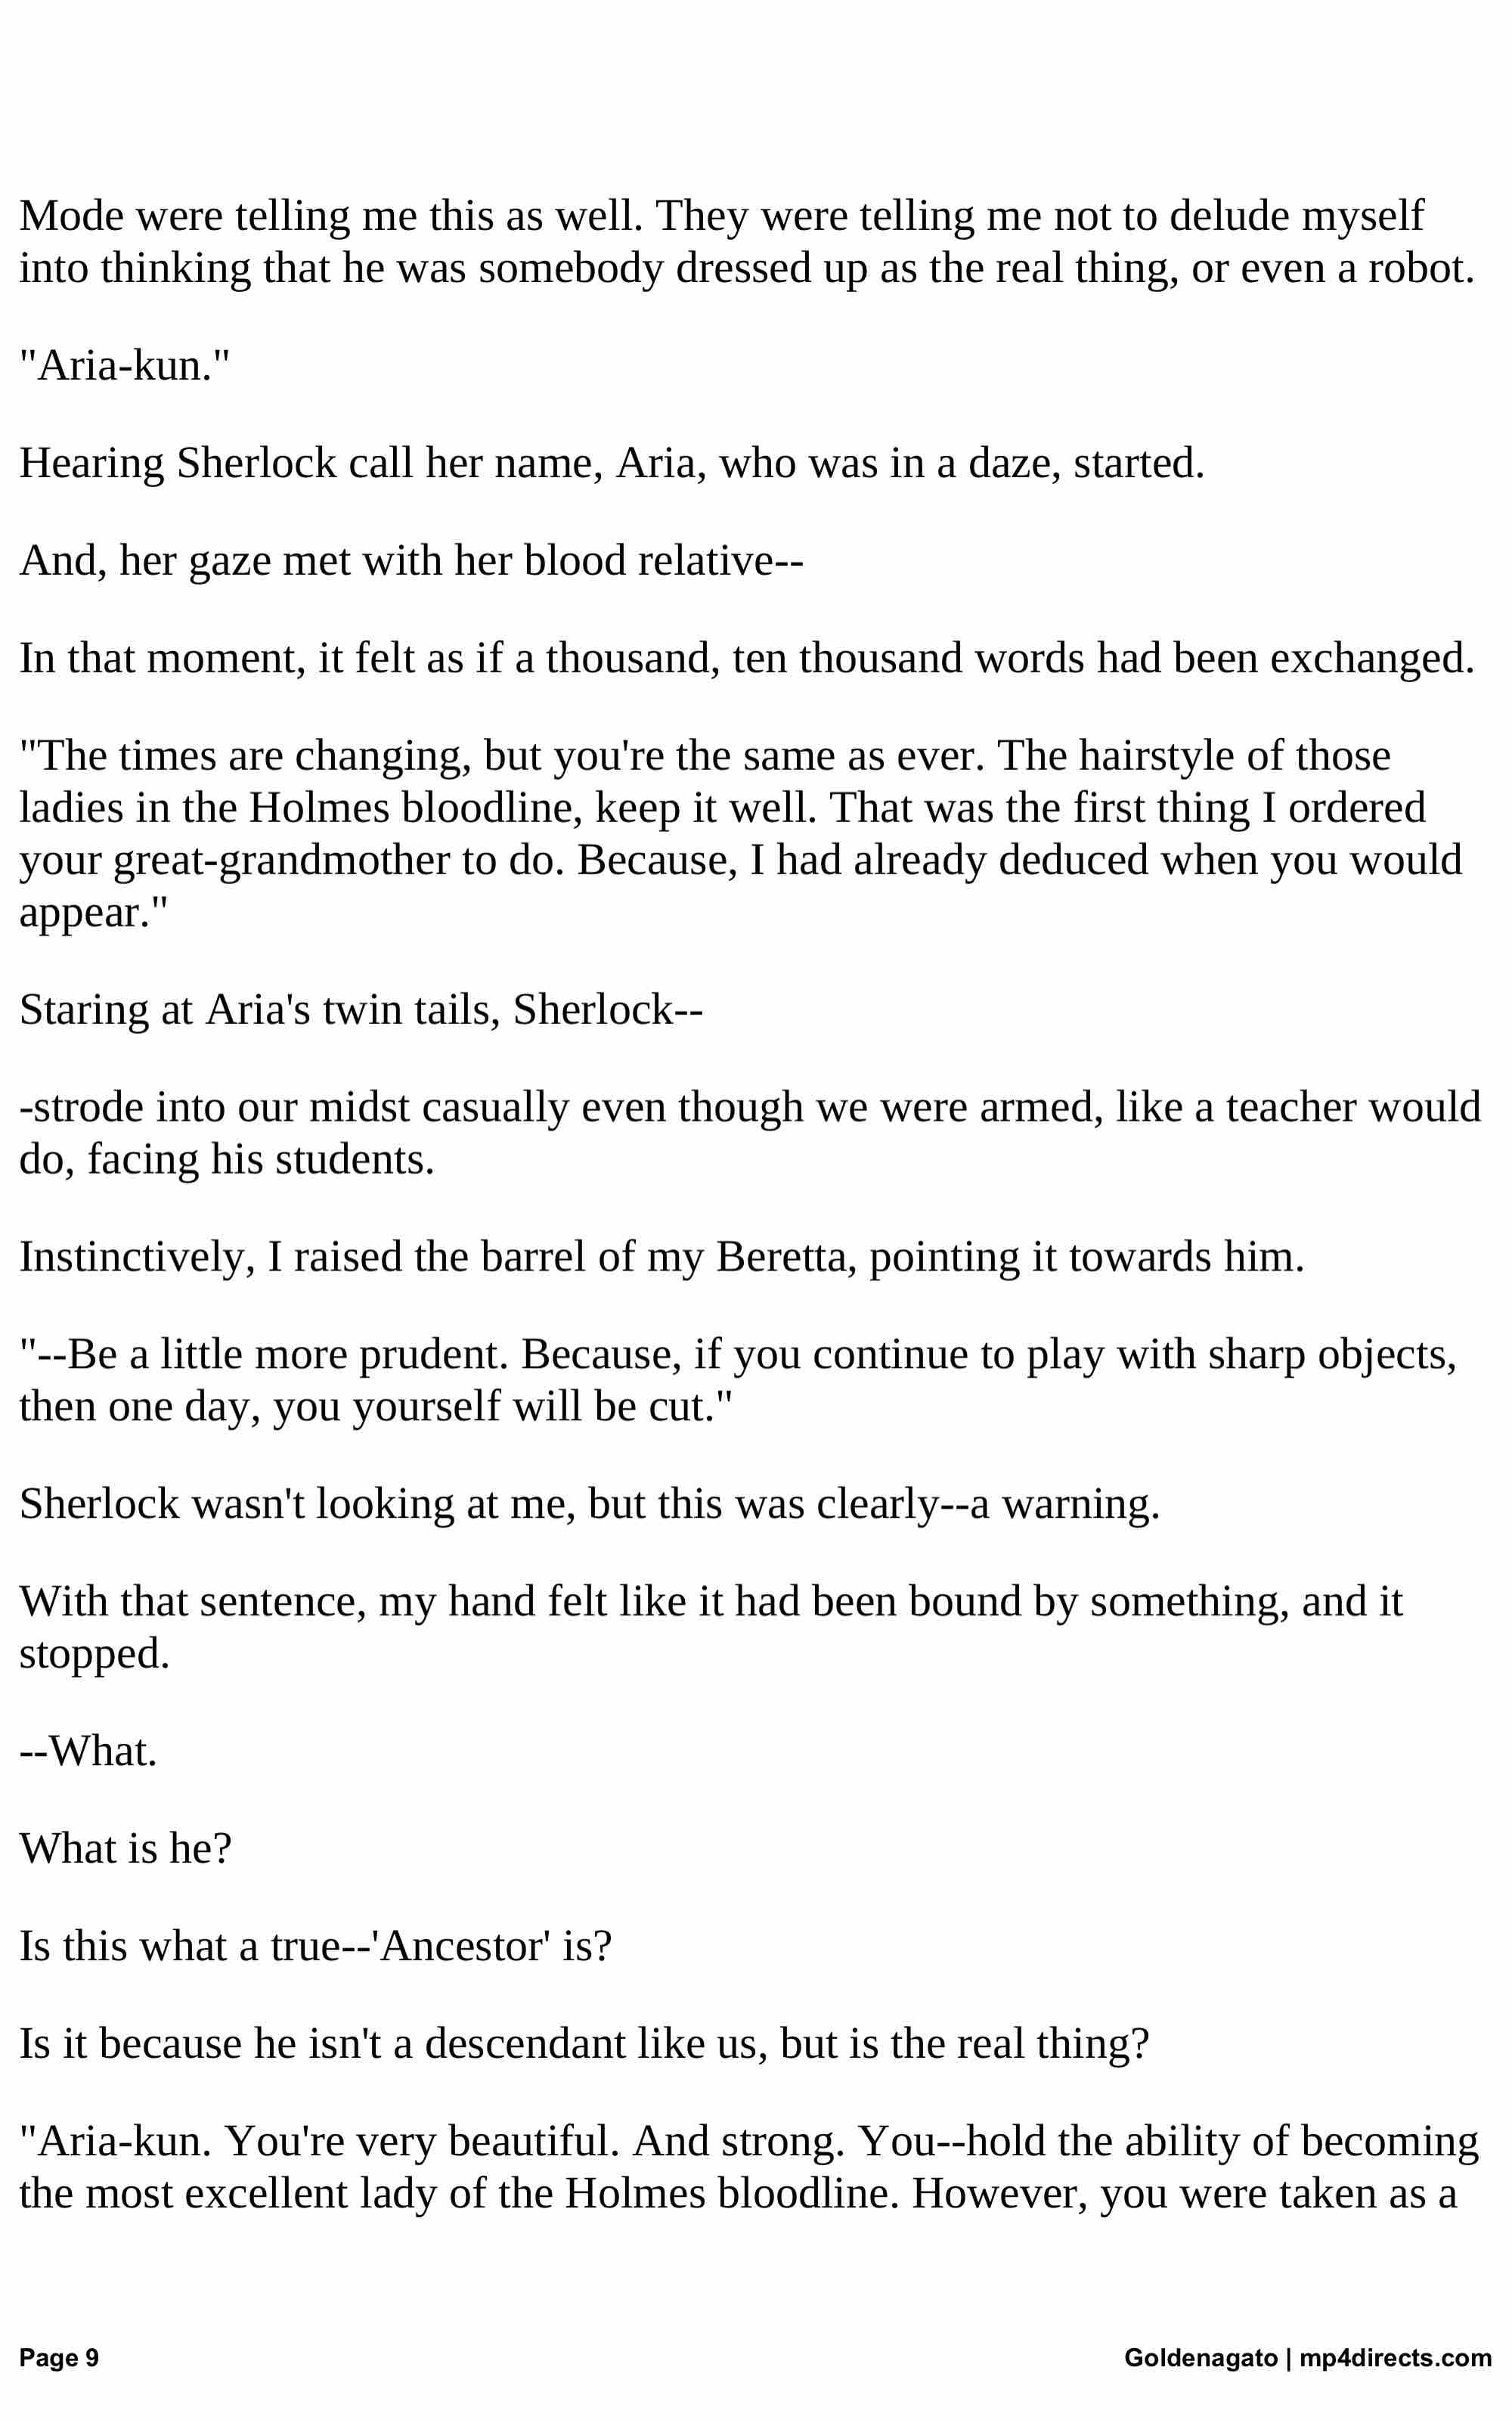 Mode were telling me this as well. They were telling me not to delude myself
into thinking that he was somebody dressed up as the real thing, or even a robot.
"Aria-kun."
Hearing Sherlock call her name, Aria, who was in a daze, started.
And, her gaze met with her blood relative--
In that moment, it felt as if a thousand, ten thousand words had been exchanged.
"The times are changing, but you're the same as ever. The hairstyle of those
ladies in the Holmes bloodline, keep it well. That was the first thing I ordered
your great-grandmother to do. Because, I had already deduced when you would
appear."
Staring at Aria's twin tails, Sherlock--
-strode into our midst casually even though we were armed, like a teacher would
do, facing his students.
Instinctively, I raised the barrel of my Beretta, pointing it towards him.
"--Be a little more prudent. Because, if you continue to play with sharp objects,
then one day, you yourself will be cut."
Sherlock wasn't looking at me, but this was clearly--a warning.
With that sentence, my hand felt like it had been bound by something, and it
stopped.
--What.
What is he?
Is this what a true--'Ancestor' is?
Is it because he isn't a descendant like us, but is the real thing?
"Aria-kun. You're very beautiful. And strong. You--hold the ability of becoming
the most excellent lady of the Holmes bloodline. However, you were taken as a
Page 9
Goldenagato | mp4directs.com